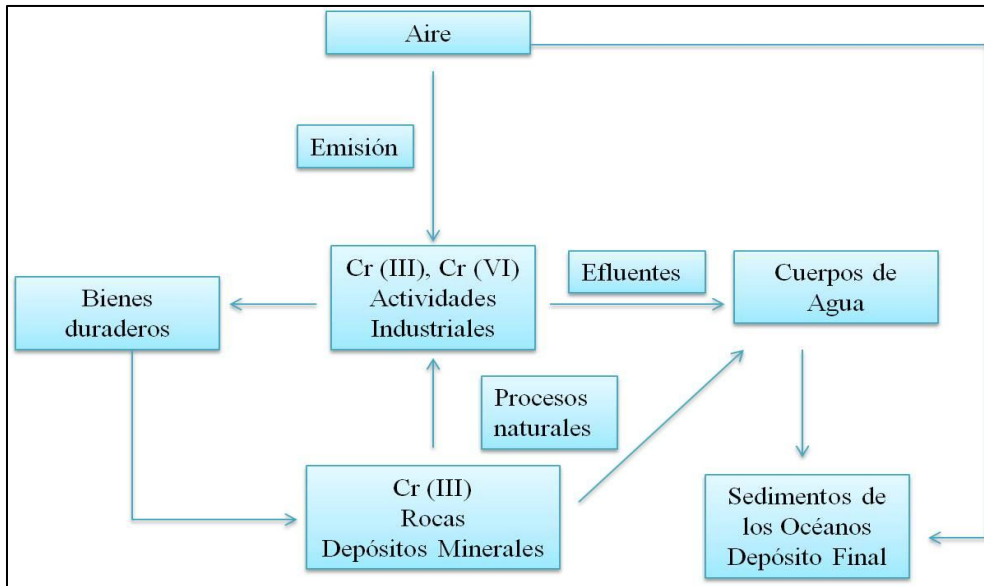 Aire
Emisión
Cr (III), Cr (VI)
Actividades
Industriales
Efluentes
Cuerpos de
Agua
Bienes
duraderos
Procesos
naturales
Cr (III)
Rocas
Depósitos Minerales
Sedimentos de
los Océanos
Depósito Final